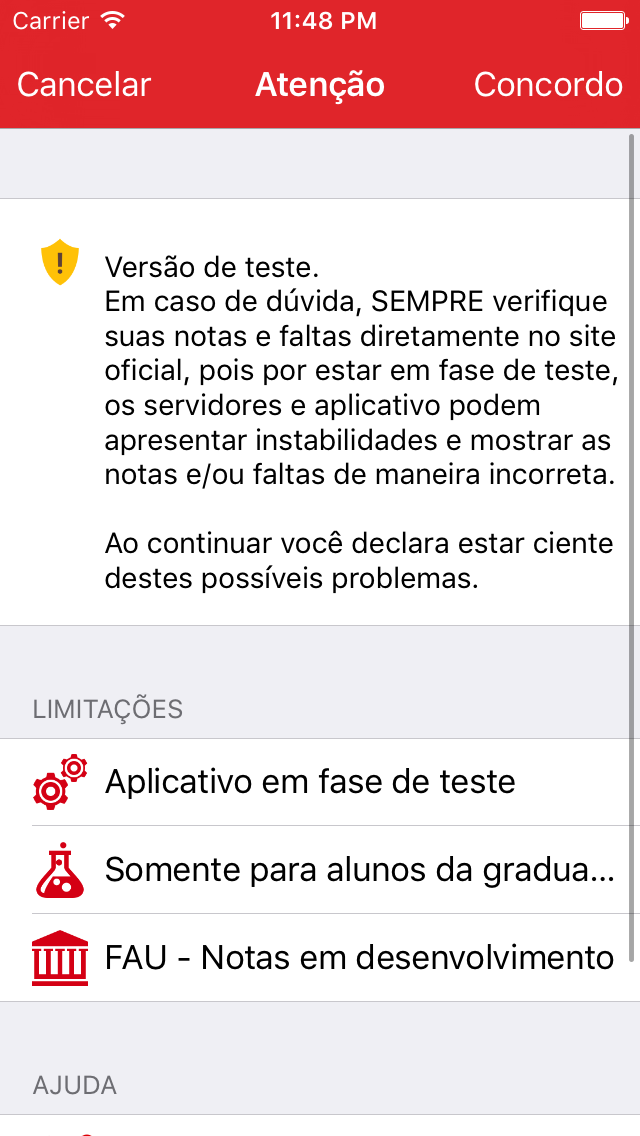 Carrier 11:48 PM
Cancelar Atenção Concordo
Versão de teste.
Em caso de dúvida, SEMPRE verifique
suas notas e faltas diretamente no site
oficial, pois por estar em fase de teste,
os servidores e aplicativo podem
apresentar instabilidades e mostrar as
notas e/ou faltas de maneira incorreta.
Ao continuar você declara estar ciente
destes possíveis problemas.
LIMITAÇÕES
Aplicativo em fase de teste
Somente para alunos da gradua...
FAU - Notas em desenvolvimento
AJUDA